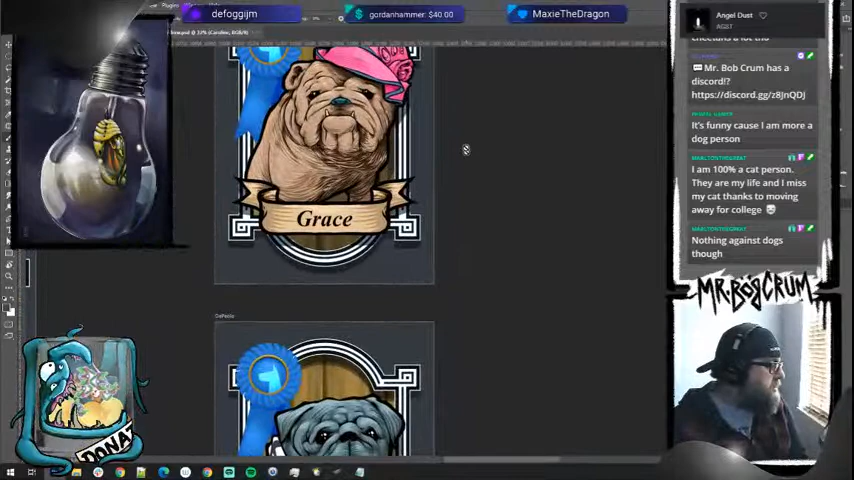 defoggijm
gordanhammer: $40.00
MaxieTheDragon
Angel Dust
AGST
Mr. Bob Crum has a
discord!?
https://discord.gg/z8JnQDj
It's funny cause I am more a
dog person
I am 100% a cat person.
They are my life and I miss
my cat thanks to moving
away for college
Nothing against dogs
though
Grace
MR.BOBCRUM
DONAT